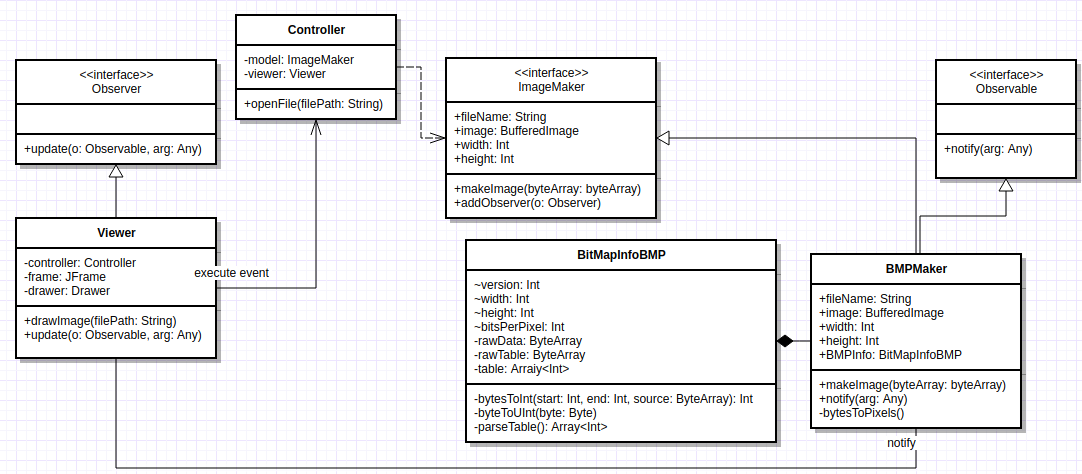 Controller
-model: ImageMaker
-viewer: Viewer
+openFile(filePath: String)
<<interface>>
Observer
+update(o: Observable, arg: Any)
<<interface>>
ImageMaker
+fileName: String
+image: BufferedImage
+width: Int
+height: Int
+makeImage(byteArray: byteArray)
+addObserver(o: Observer)
<<interface>>
Observable
+notify(arg: Any)
Viewer
-controller: Controller
-frame: JFrame
-drawer: Drawer
+drawImage(filePath: String)
+update(o: Observable, arg: Any)
execute event
BitMapInfoBMP
~version: Int
~width: Int
~height: Int
~bitsPerPixel: Int
-rawData: ByteArray
-rawTable: ByteArray
-table: Arraiy<Int>
-bytesToInt(start: Int, end: Int, source: ByteArray): Int
-byteToUInt(byte: Byte)
-parseTable(): Array<Int>
BMPMaker
+fileName: String
+image: BufferedImage
+width: Int
+height: Int
+BMPInfo: BitMapInfoBMP
+makeImage(byteArray: byteArray)
+notify(arg: Any)
-bytesToPixels()
notify